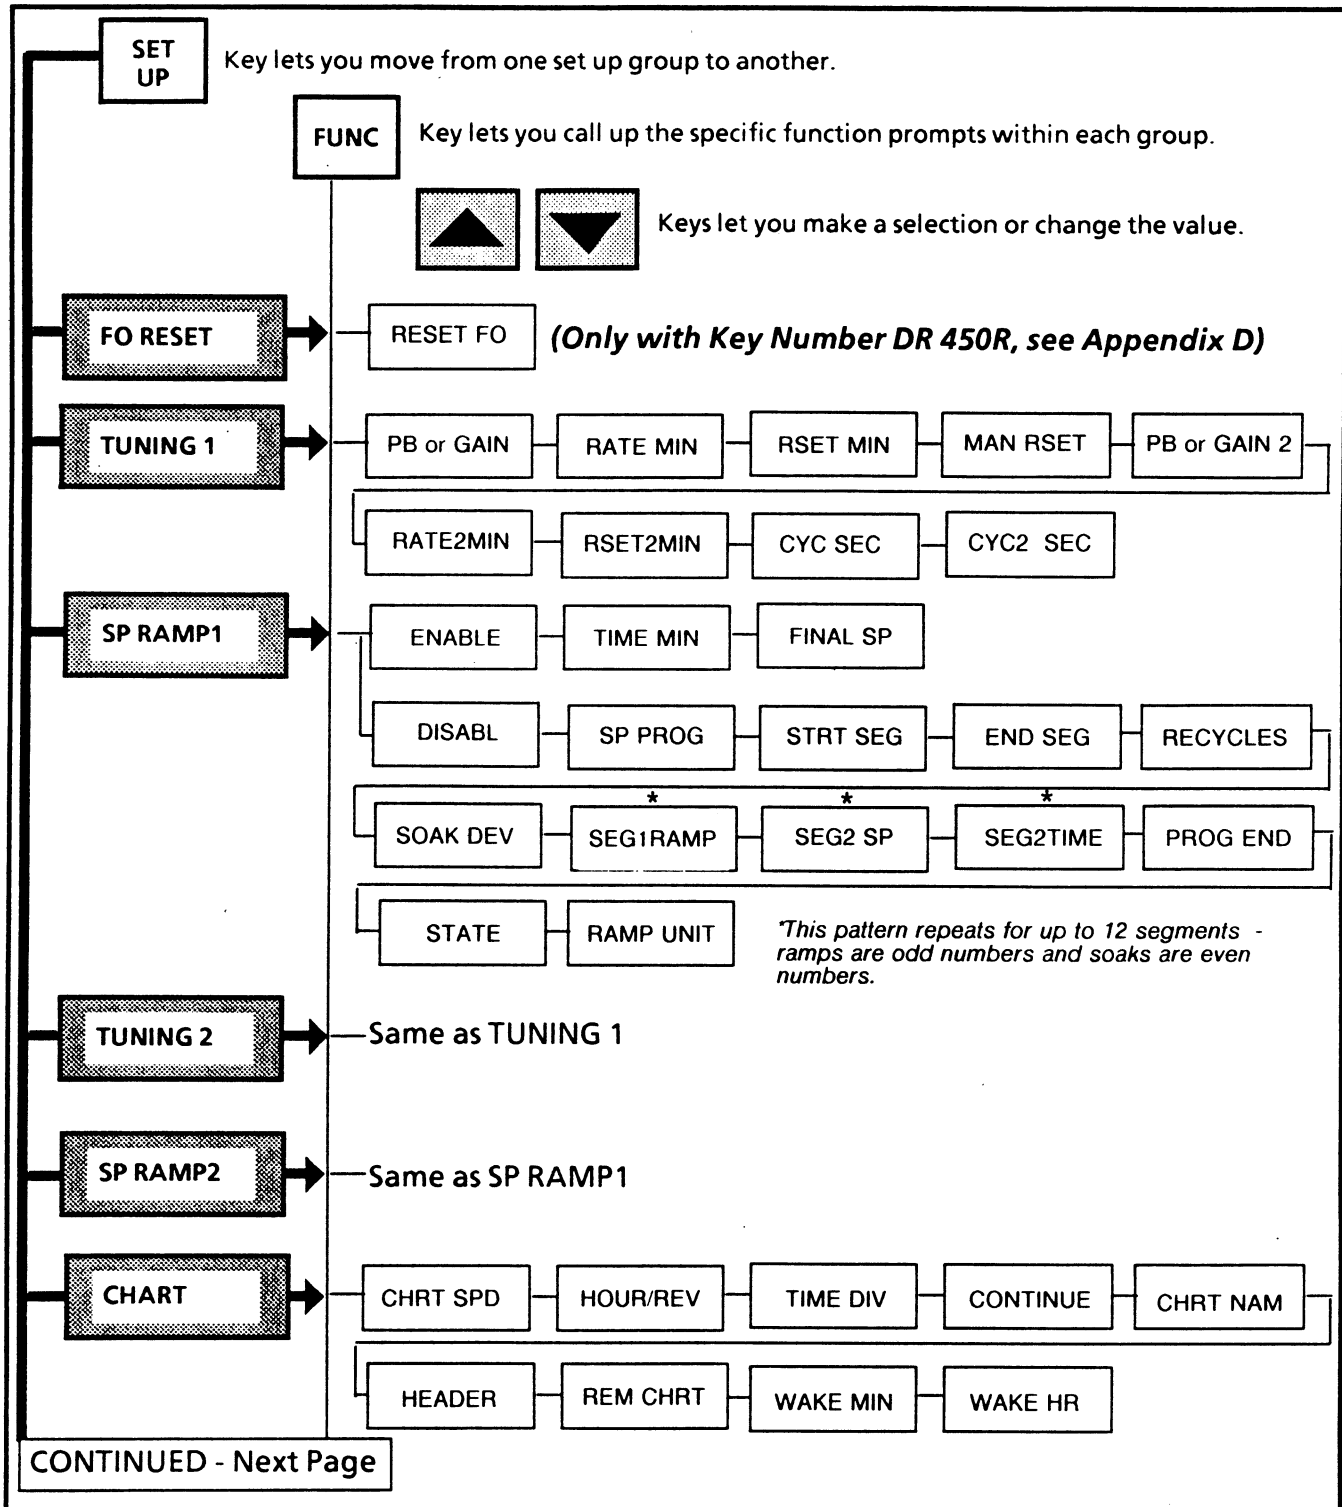 SET
UP
Key lets you move from one set up group to another.
FUNC
Key lets you call up the specific function prompts within each group.
Keys let you make a selection or change the value.
FO RESET
RESET FO
(Only with Key Number DR 450R, see Appendix D)
TUNING 1
PB or GAIN
RATE MIN
RSET MIN
MAN RSET
PB or GAIN 2
RATE2MIN
RSET2MIN
CYC SEC
CYC2 SEC
SP RAMP1
ENABLE
TIME MIN
FINAL SP
DISABL
SP PROG
STRT SEG
END SEG
RECYCLES
SOAK DEV
*
SEG1RAMP
*
SEG2 SP
*
SEG2TIME
PROG END
STATE
RAMP UNIT
*This pattern repeats for up to 12 segments -
ramps are odd numbers and soaks are even
numbers.
TUNING 2
Same as TUNING 1
SP RAMP2
Same as SP RAMP1
CHART
CHRT SPD
HOUR/REV
TIME DIV
CONTINUE
CHRT NAM
HEADER
REM CHRT
WAKE MIN
WAKE HR
CONTINUED - Next Page